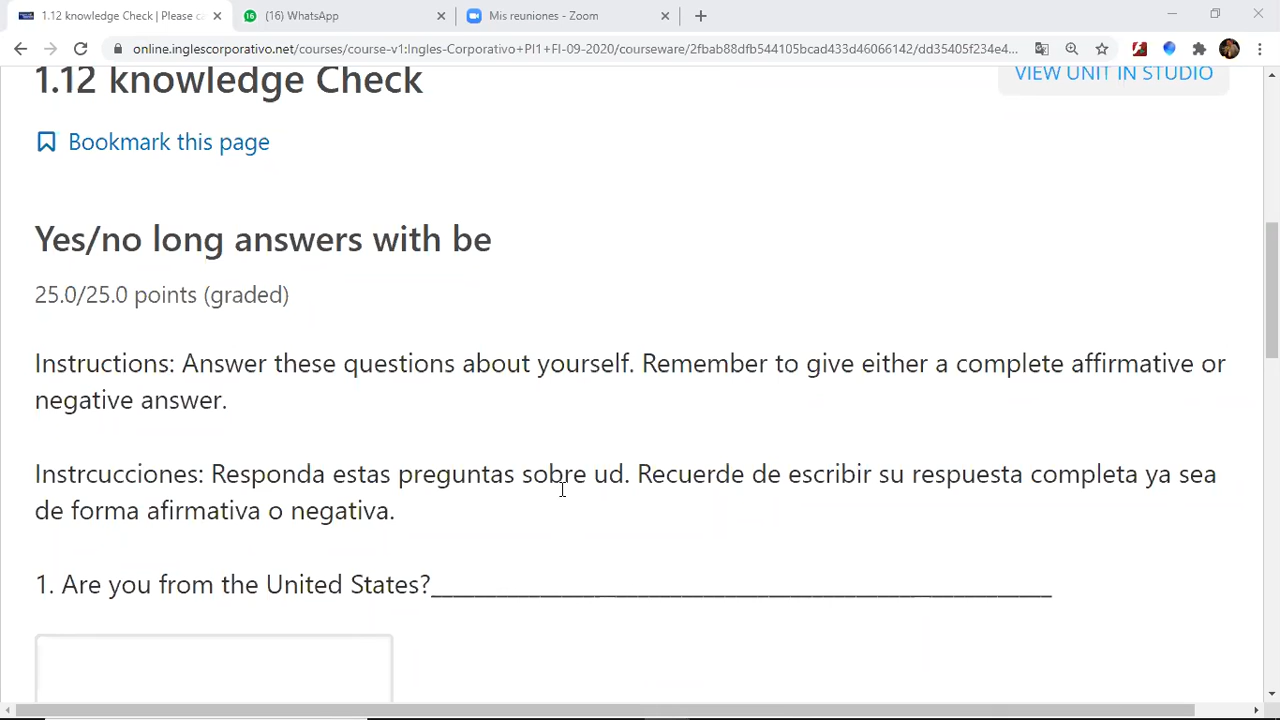 1.12 knowledge Check | Please ca
(16) WhatsApp
Mis reuniones - Zoom
online.inglescorporativo.net/courses/course-v1:Ingles-Corporativo+PI1+FI-09-2020/courseware/2fbab88dfb544105bcad433d46066142/dd35405f234e4...
1.12 knowledge Check
VIEW UNIT IN STUDIO
Bookmark this page
Yes/no long answers with be
25.0/25.0 points (graded)
Instructions: Answer these questions about yourself. Remember to give either a complete affirmative or
negative answer.
Instrcucciones: Responda estas preguntas sobre ud. Recuerde de escribir su respuesta completa ya sea
de forma afirmativa o negativa.
1. Are you from the United States?______________________________________________